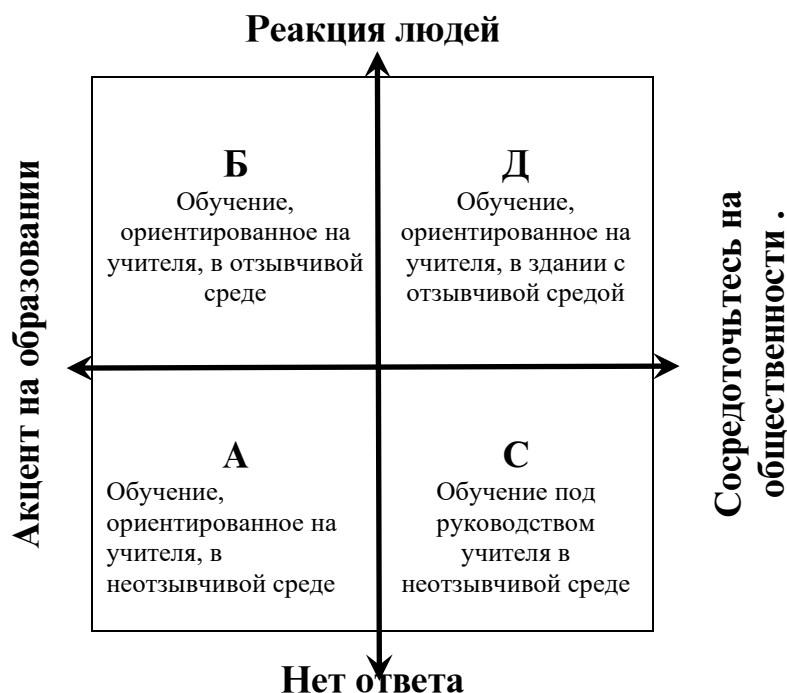 Реакция людей
Акцент на образовании
Б
Обучение,
ориентированное на
учителя, в отзывчивой
среде
Д
Обучение,
ориентированное на
учителя, в здании с
отзывчивой средой
Сосредоточьтесь на
общественности .
А
Обучение,
ориентированное на
учителя, в
неотзывчивой среде
С
Обучение под
руководством
учителя в
неотзывчивой среде
Нет ответа